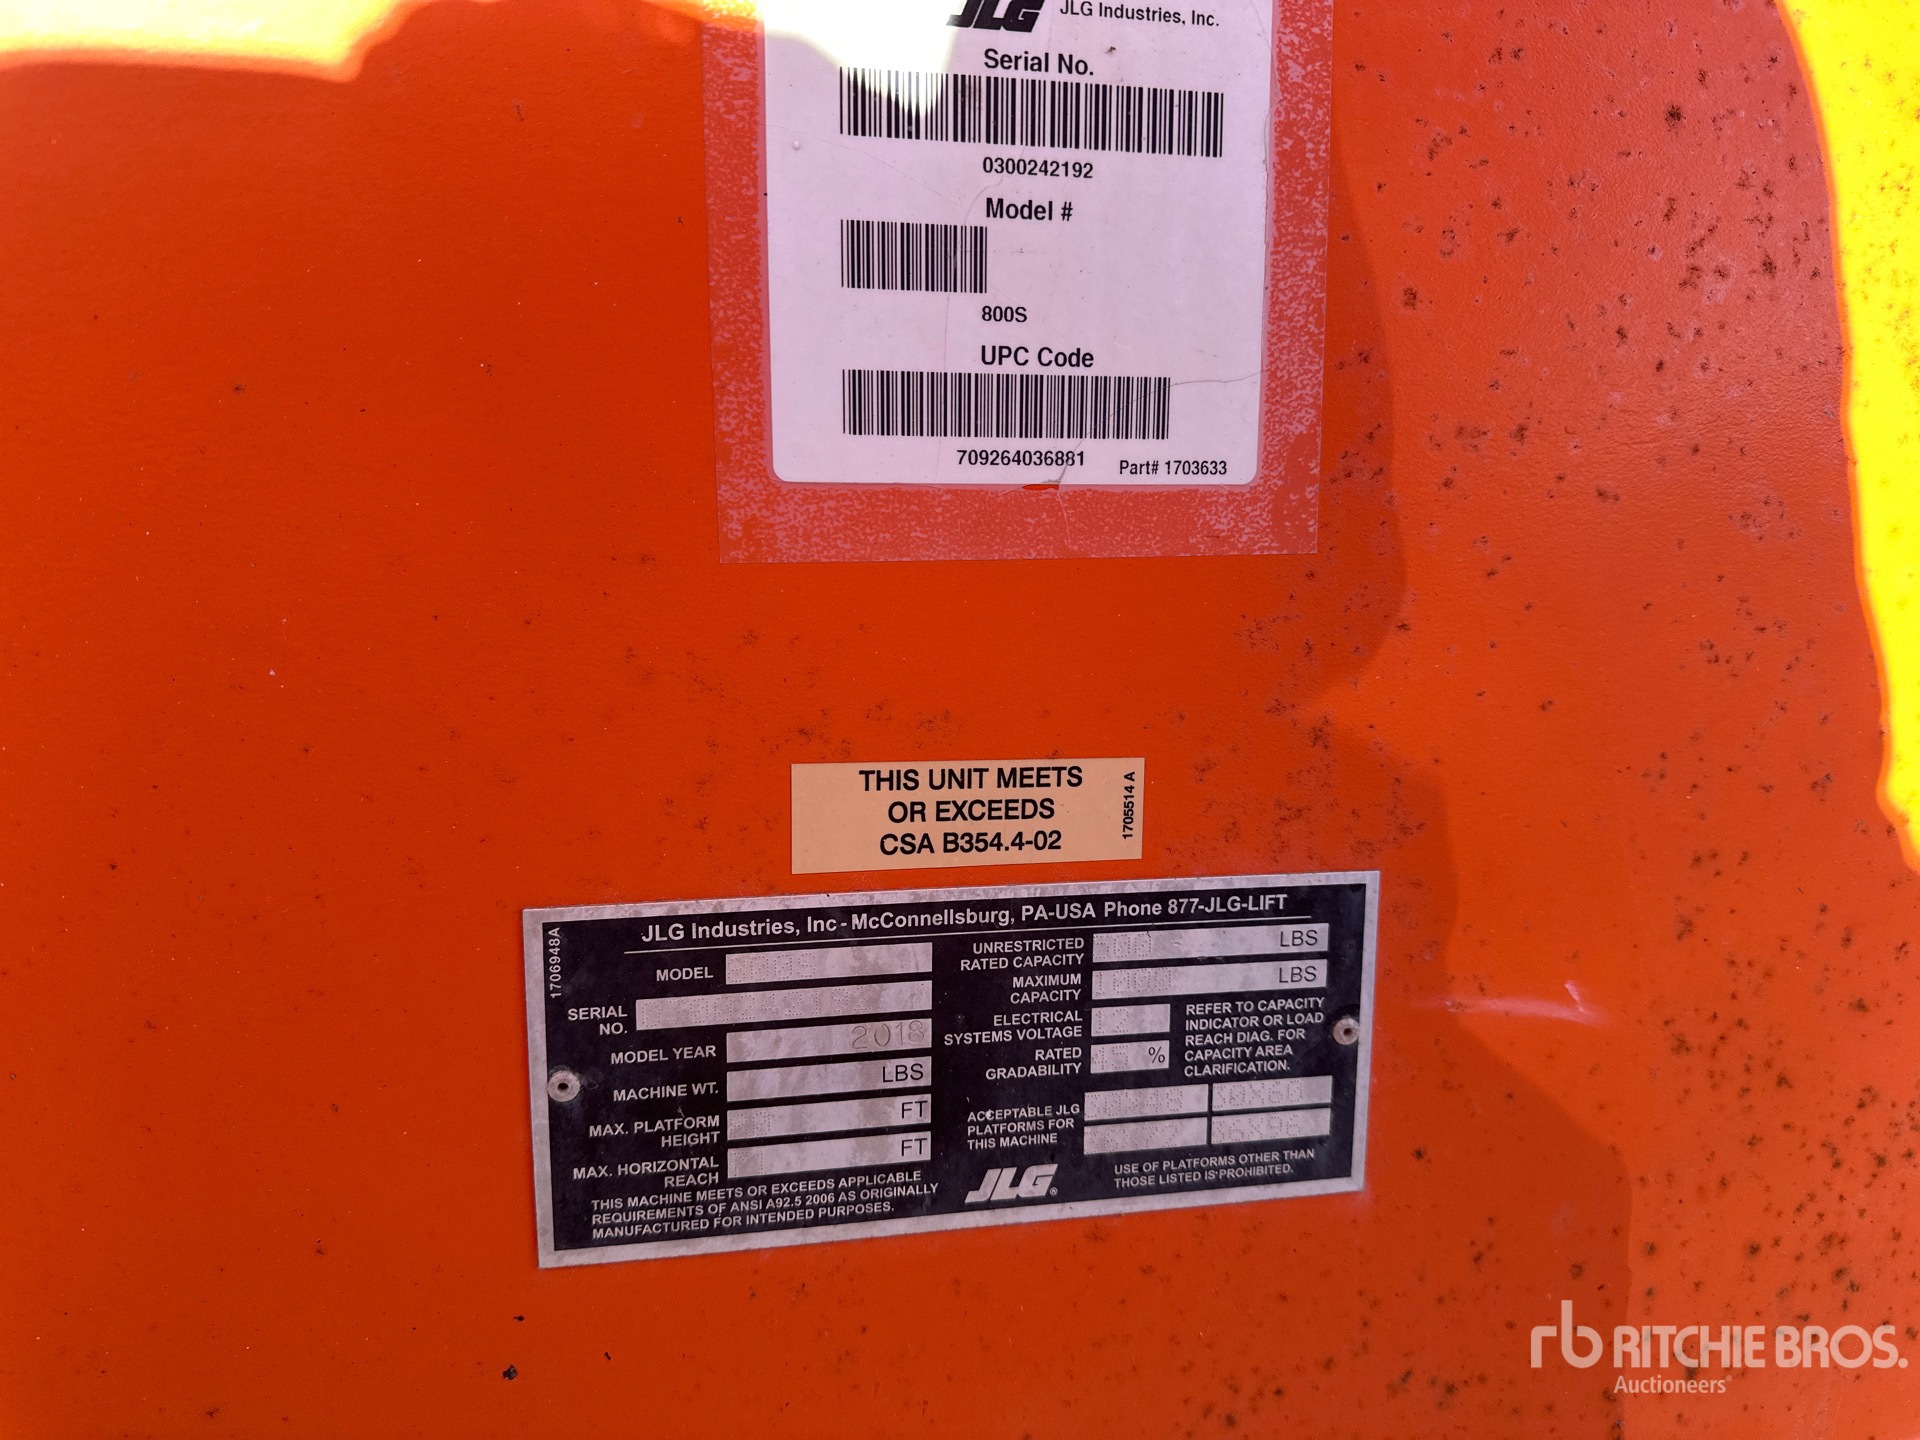 JLG JLG Industries, Inc.
Serial No.
0300242192
Model #
800S
UPC Code
709264036881 Part# 1703633
THIS UNIT MEETS
OR EXCEEDS
CSA B354.4-02
1705514 A
1706948A
JLG Industries, Inc - McConnellsburg, PA-USA Phone 877-JLG-LIFT
MODEL
SERIAL
NO.
MODEL YEAR 2018
MACHINE WT. LBS
MAX. PLATFORM
HEIGHT FT
MAX. HORIZONTAL
REACH FT
THIS MACHINE MEETS OR EXCEEDS APPLICABLE
REQUIREMENTS OF ANSI A92.5 2006 AS ORIGINALLY
MANUFACTURED FOR INTENDED PURPOSES.
UNRESTRICTED
RATED CAPACITY LBS
MAXIMUM
CAPACITY LBS
ELECTRICAL
SYSTEMS VOLTAGE
RATED
GRADABILITY %
REFER TO CAPACITY
INDICATOR OR LOAD
REACH DIAG. FOR
CAPACITY AREA
CLARIFICATION.
ACCEPTABLE JLG
PLATFORMS FOR
THIS MACHINE
36X60
36X96
JLG®
USE OF PLATFORMS OTHER THAN
THOSE LISTED IS PROHIBITED.
rb RITCHIE BROS.
Auctioneers